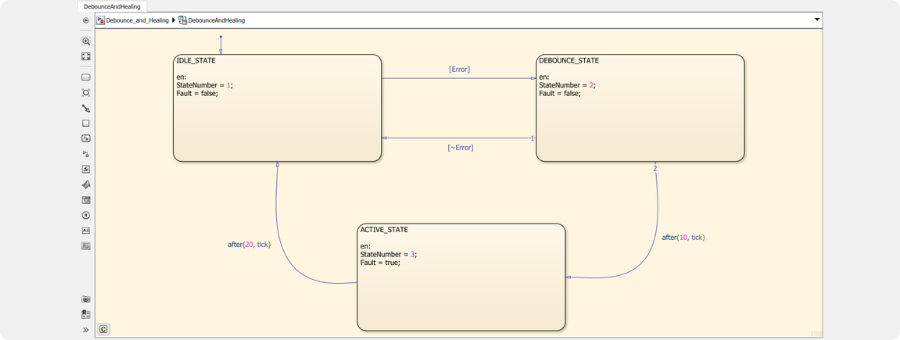 DebounceAndHealing
Debounce_and_Healing ▶ DebounceAndHealing
IDLE_STATE
en:
StateNumber = 1;
Fault = false;
[Error]
DEBOUNCE_STATE
en:
StateNumber = 2;
Fault = false;
1
[~Error]
2
after(20, tick)
ACTIVE_STATE
en:
StateNumber = 3;
Fault = true;
after(10, tick)